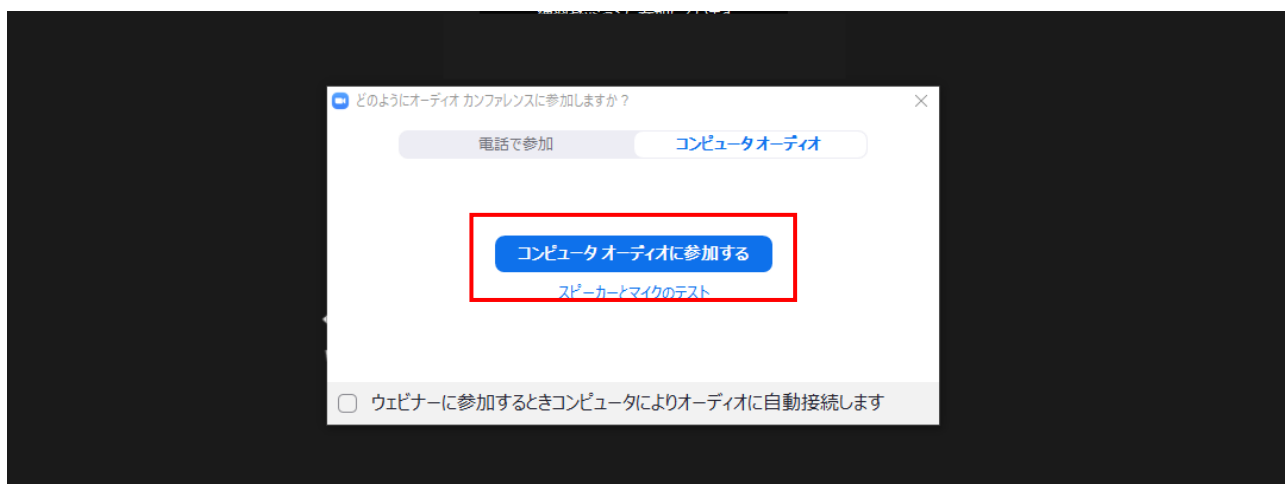 どのようにオーディオ カンファレンスに参加しますか？
電話で参加
コンピュータ オーディオ
コンピュータ オーディオに参加する
スピーカーとマイクのテスト
ウェビナーに参加するときコンピュータによりオーディオに自動接続します